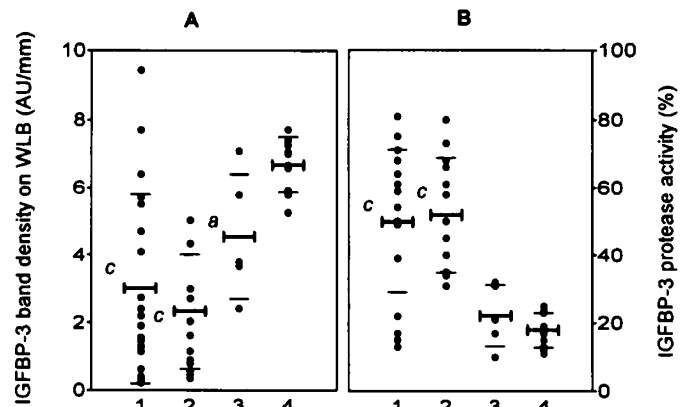 A B
IGFBP-3 band density on WLB (AU/mm)
10
8
6
4
2
0
c
c
a
1 2 3 4
c
c
100
80
60
40
20
0
1 2 3 4
IGFBP-3 protease activity (%)